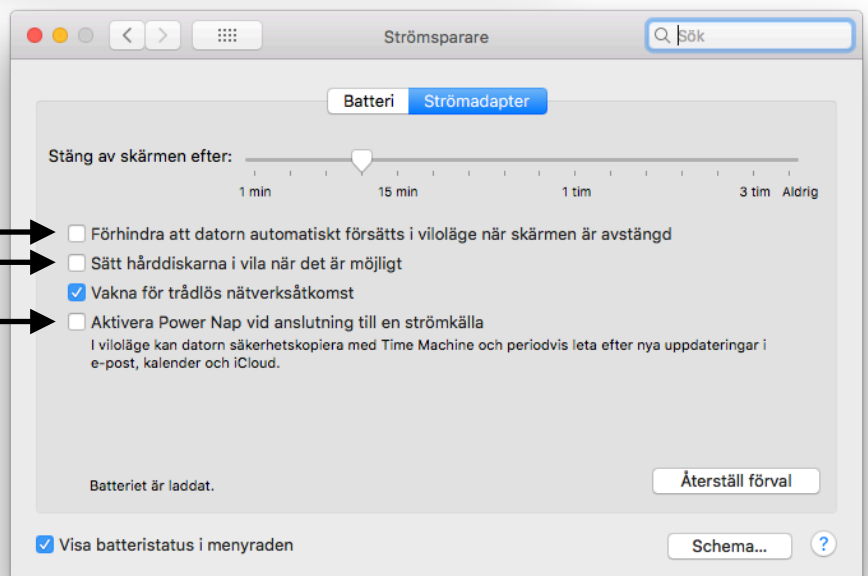 Strömsparare
Sök
Batteri Strömadapter
Stäng av skärmen efter:
1 min 15 min 1 tim 3 tim Aldrig
Förhindra att datorn automatiskt försätts i viloläge när skärmen är avstängd
Sätt hårddiskarna i vila när det är möjligt
Vakna för trådlös nätverksåtkomst
Aktivera Power Nap vid anslutning till en strömkälla
I viloläge kan datorn säkerhetskopiera med Time Machine och periodvis leta efter nya uppdateringar i
e-post, kalender och iCloud.
Batteriet är laddat.
Återställ förval
Visa batteristatus i menyraden
Schema... ?